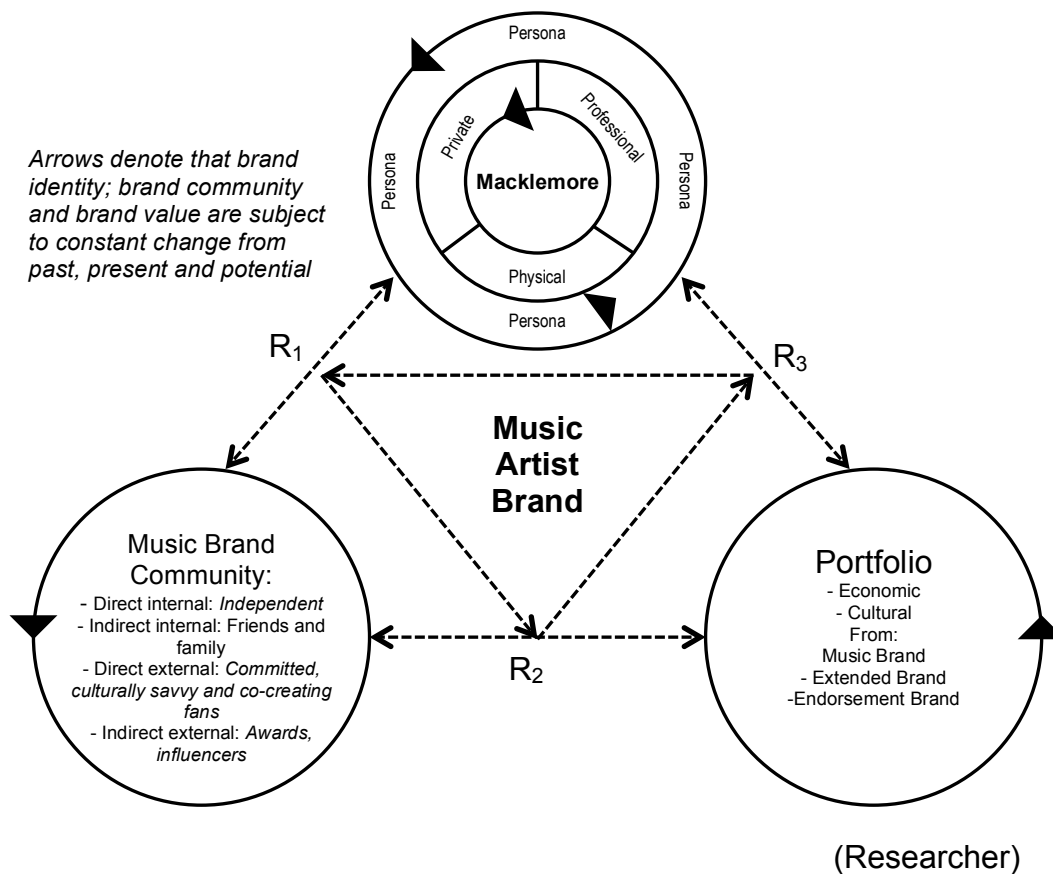 Persona
Private
Professional
Persona
Persona
Macklemore
Physical
Persona
Arrows denote that brand
identity; brand community
and brand value are subject
to constant change from
past, present and potential
R1
R3
Music
Artist
Brand
Music Brand
Community:
- Direct internal: Independent
- Indirect internal: Friends and
family
- Direct external: Committed,
culturally savvy and co-creating
fans
- Indirect external: Awards,
influencers
R2
Portfolio
- Economic
- Cultural
From:
Music Brand
- Extended Brand
-Endorsement Brand
(Researcher)